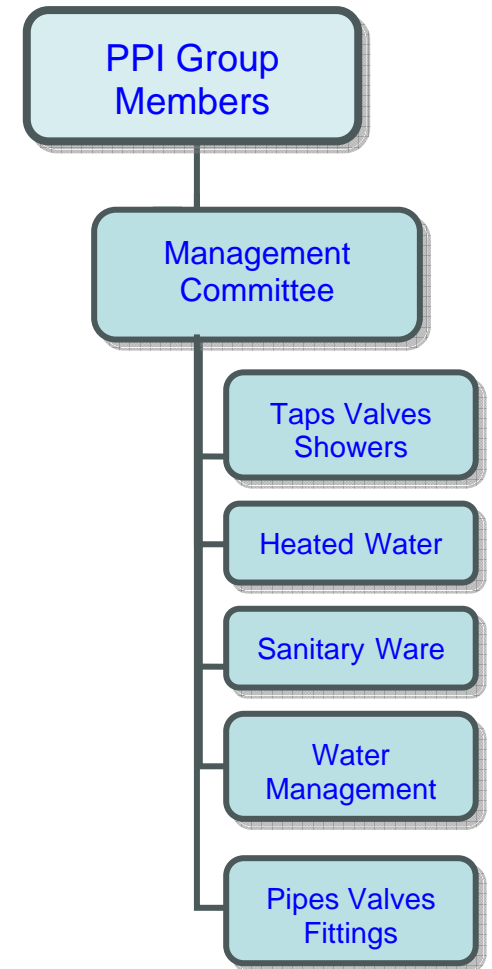 PPI Group
Members
Management
Committee
Taps Valves
Showers
Heated Water
Sanitary Ware
Water
Management
Pipes Valves
Fittings